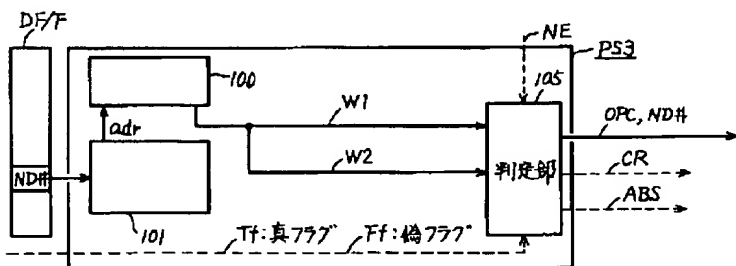 DF/F
NE
PS3
100
105
W1
OPC, ND#
adr
W2
CR
ND#
判定部
ABS
101
Tf:真フラグ Ff:偽フラグ